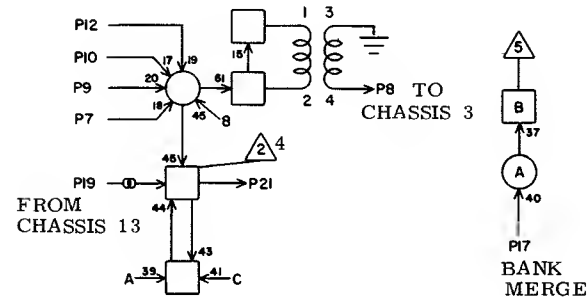 P12
1 3
P10 17 19 15
P9 20 61
2 4 P8 TO
CHASSIS 3
P7 18 45 8
5
B
37
A
40
P17
BANK
MERGE
45 2 4
P19 P21
FROM
CHASSIS 13
44
43
A 39 41 C